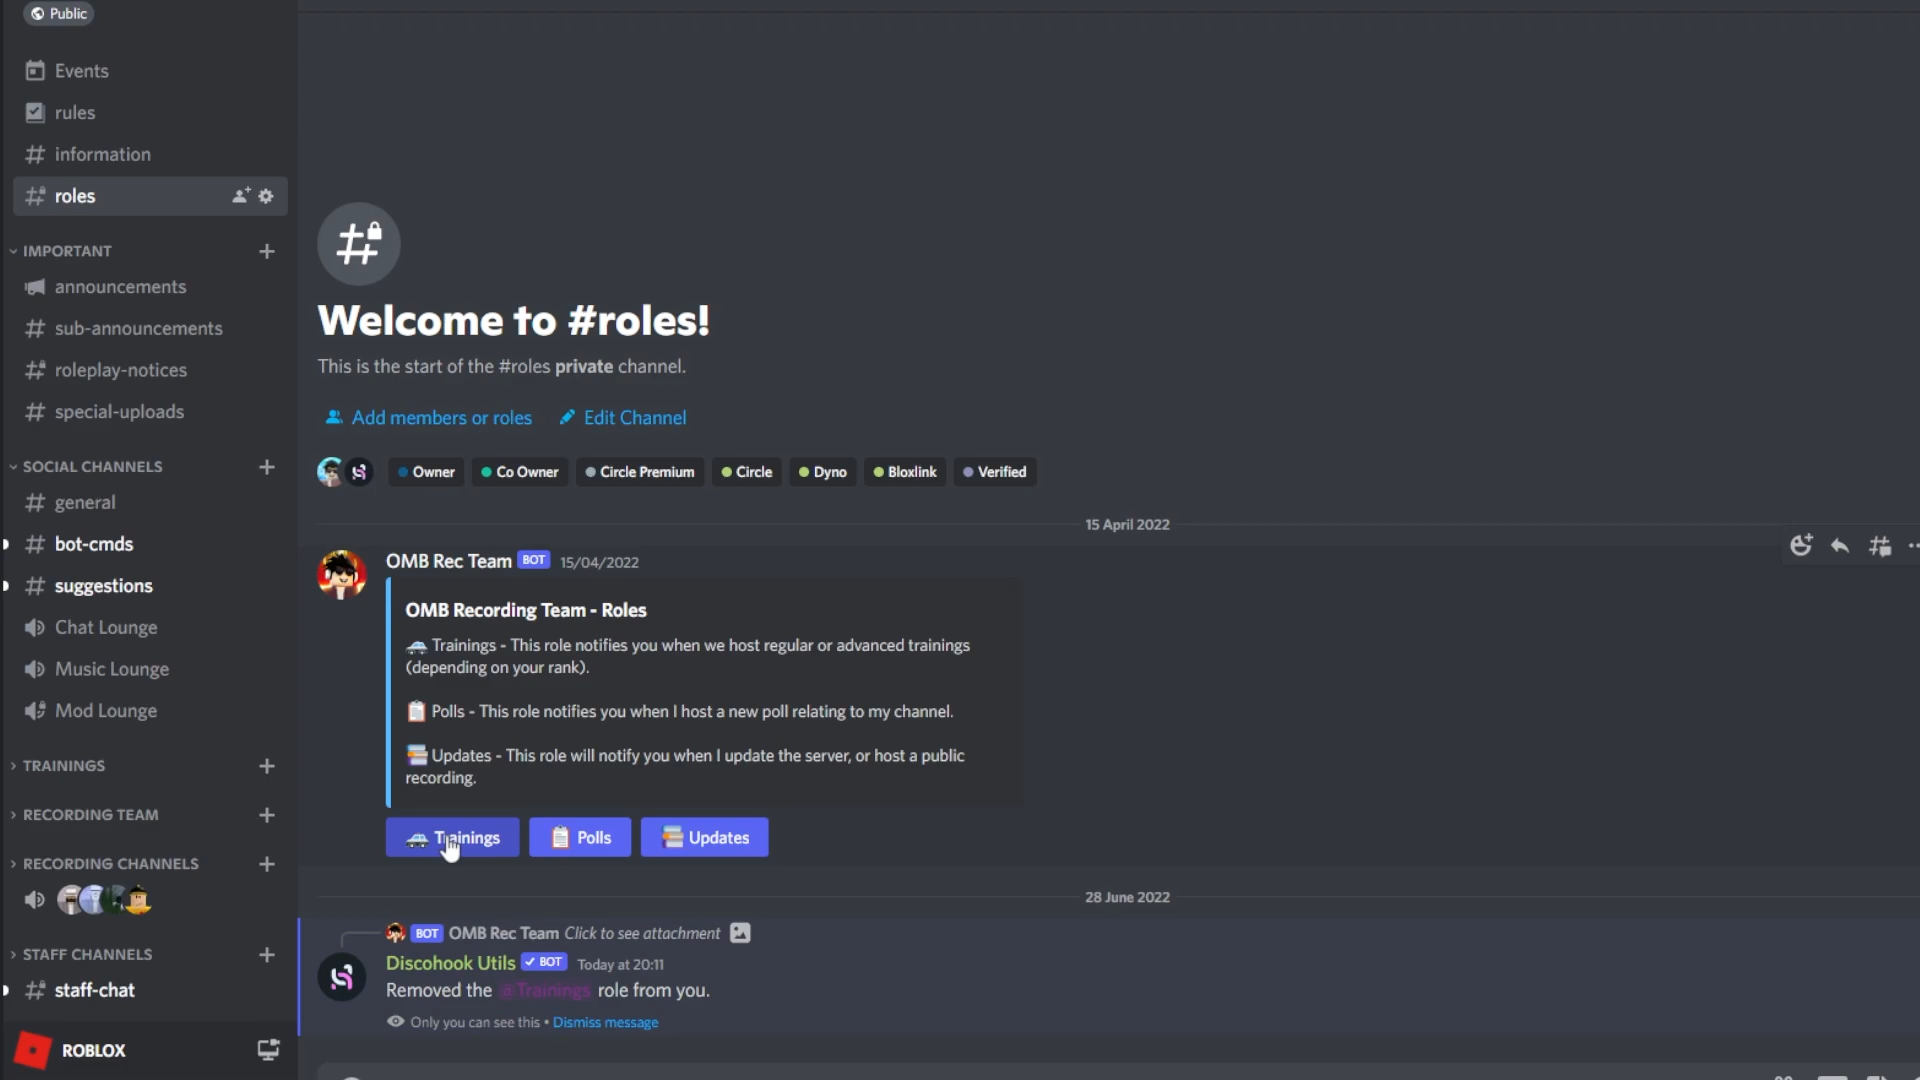 Public
Events
rules
information
roles
IMPORTANT
announcements
sub-announcements
roleplay-notices
special-uploads
SOCIAL CHANNELS
general
bot-cmds
suggestions
Chat Lounge
Music Lounge
Mod Lounge
TRAININGS
RECORDING TEAM
RECORDING CHANNELS
STAFF CHANNELS
staff-chat
ROBLOX
Welcome to #roles!
This is the start of the #roles private channel.
Add members or roles Edit Channel
Owner Co Owner Circle Premium Circle Dyno Bloxlink Verified
15 April 2022
OMB Rec Team BOT 15/04/2022
OMB Recording Team - Roles
Trainings - This role notifies you when we host regular or advanced trainings
(depending on your rank).
Polls - This role notifies you when I host a new poll relating to my channel.
Updates - This role will notify you when I update the server, or host a public
recording.
Trainings Polls Updates
28 June 2022
BOT OMB Rec Team Click to see attachment
Discohook Utils BOT Today at 20:11
Removed the @Trainings role from you.
Only you can see this • Dismiss message